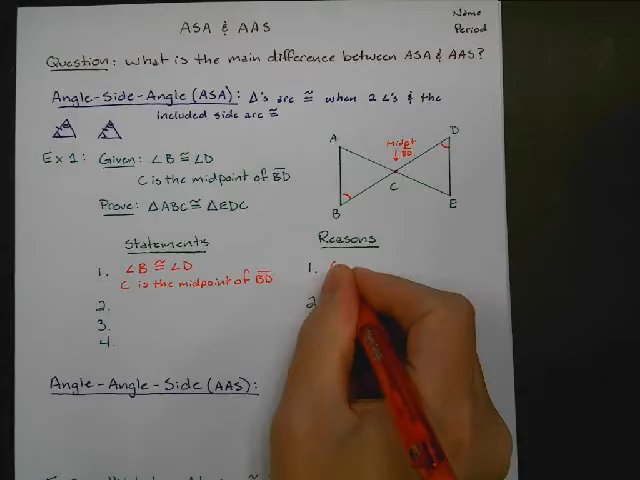 ASA & AAS
Name
Period
Question: What is the main difference between ASA & AAS?
Angle-Side-Angle (ASA): Δ's are ≅ when 2 ∠'s & the
included side are ≅
Ex 1: Given: ∠B ≅ ∠D
C is the midpoint of BD
Prove: ΔABC ≅ ΔEDC
A
D
Midpt
BD
C
B
E
Statements
Reasons
1. ∠B ≅ ∠D
C is the midpoint of BD
1. G
2.
2
3.
4.
Angle-Angle-Side (AAS):